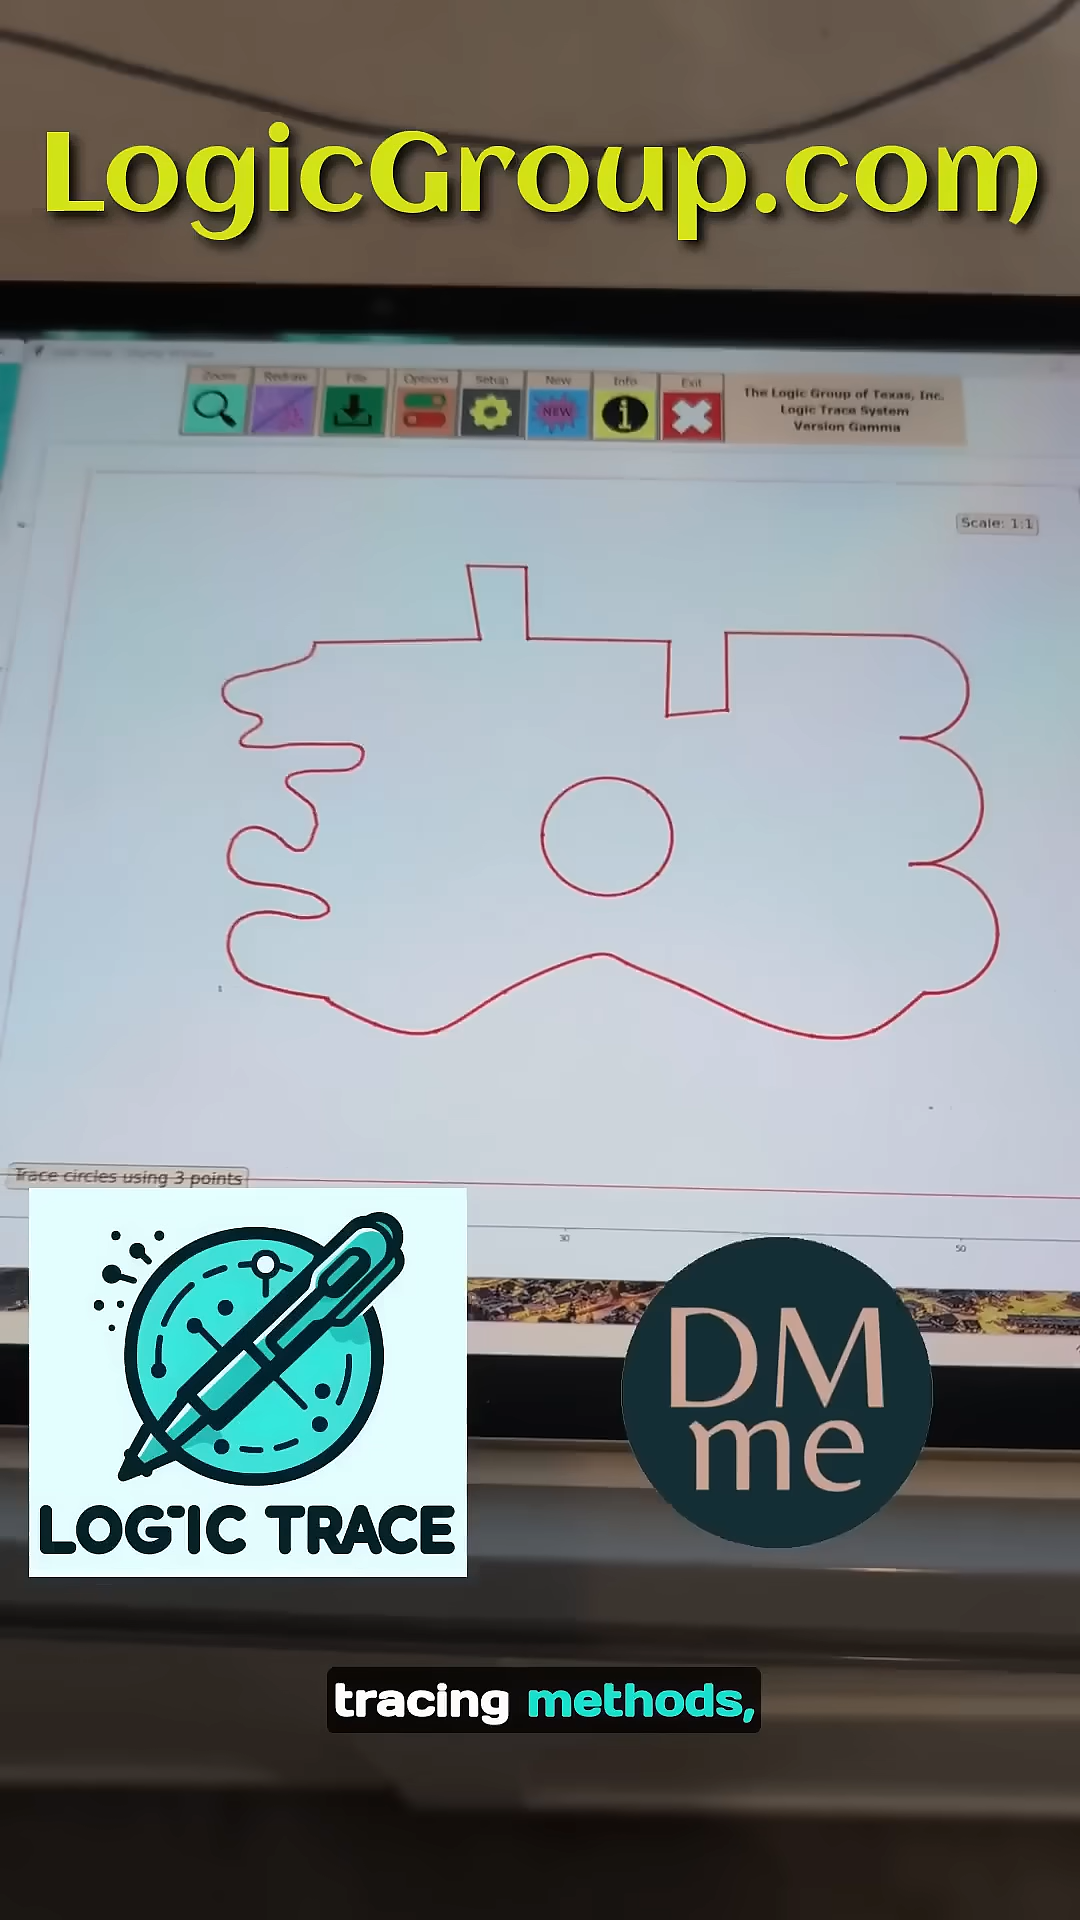 LogicGroup.com
Zoom
Redraw
File
Options
Setup
New
Info
Exit
NEW
The Logic Group of Texas, Inc.
Logic Trace System
Version Gamma
Scale: 1:1
Trace circles using 3 points
30
50
LOGIC TRACE
DM
me
tracing methods,